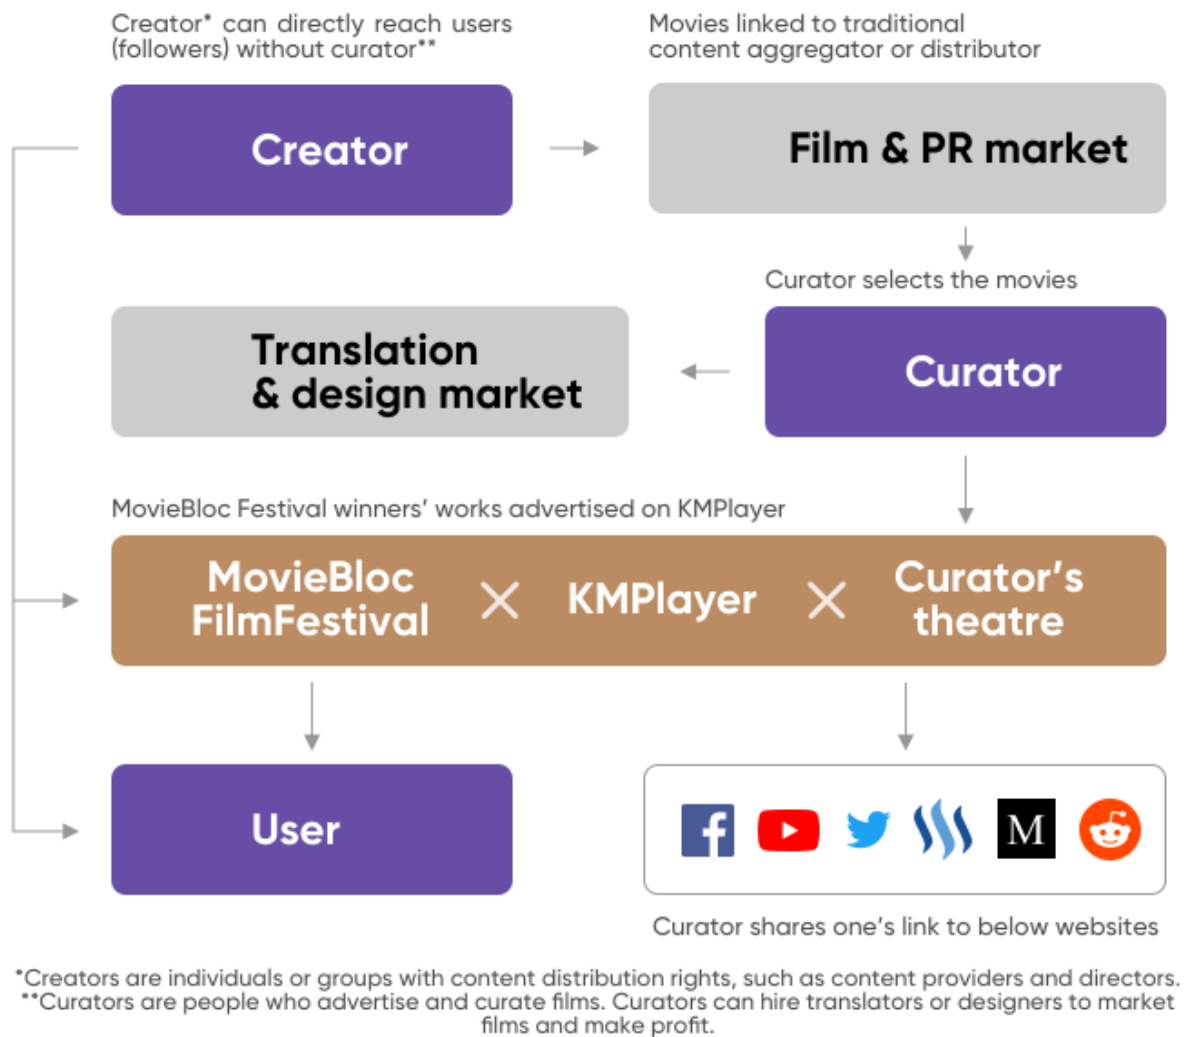 Creator* can directly reach users
(followers) without curator**
Movies linked to traditional
content aggregator or distributor
Creator
Film & PR market
Curator selects the movies
Translation
& design market
Curator
MovieBloc Festival winners' works advertised on KMPlayer
MovieBloc
FilmFestival
KMPlayer
Curator's
theatre
User
M
Curator shares one's link to below websites
*Creators are individuals or groups with content distribution rights, such as content providers and directors.
**Curators are people who advertise and curate films. Curators can hire translators or designers to market
films and make profit.